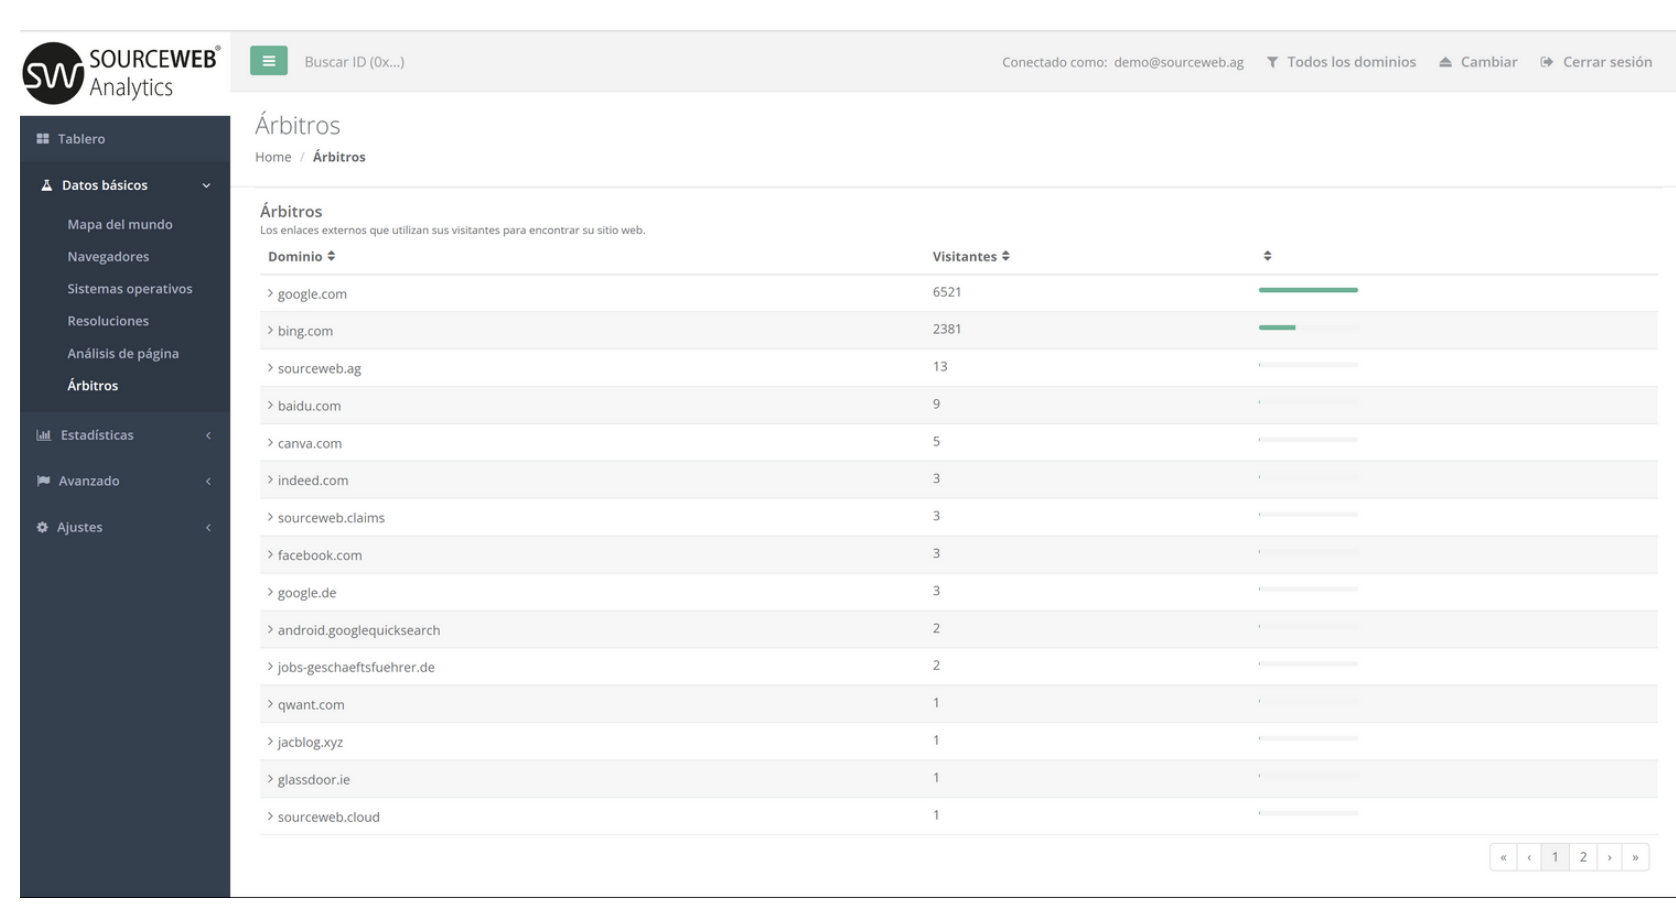 SOURCEWEB®
Analytics
Buscar ID (0x...)
Conectado como: demo@sourceweb.ag
Todos los dominios
Cambiar
Cerrar sesión
Tablero
Datos básicos
Mapa del mundo
Navegadores
Sistemas operativos
Resoluciones
Análisis de página
Árbitros
Estadísticas
Avanzado
Ajustes
Árbitros
Home / Árbitros
Árbitros
Los enlaces externos que utilizan sus visitantes para encontrar su sitio web.
Dominio Visitantes
google.com 6521
bing.com 2381
sourceweb.ag 13
baidu.com 9
canva.com 5
indeed.com 3
sourceweb.claims 3
facebook.com 3
google.de 3
android.googlequicksearch 2
jobs-geschaeftsfuehrer.de 2
qwant.com 1
jacblog.xyz 1
glassdoor.ie 1
sourceweb.cloud 1
« ‹ 1 2 › »